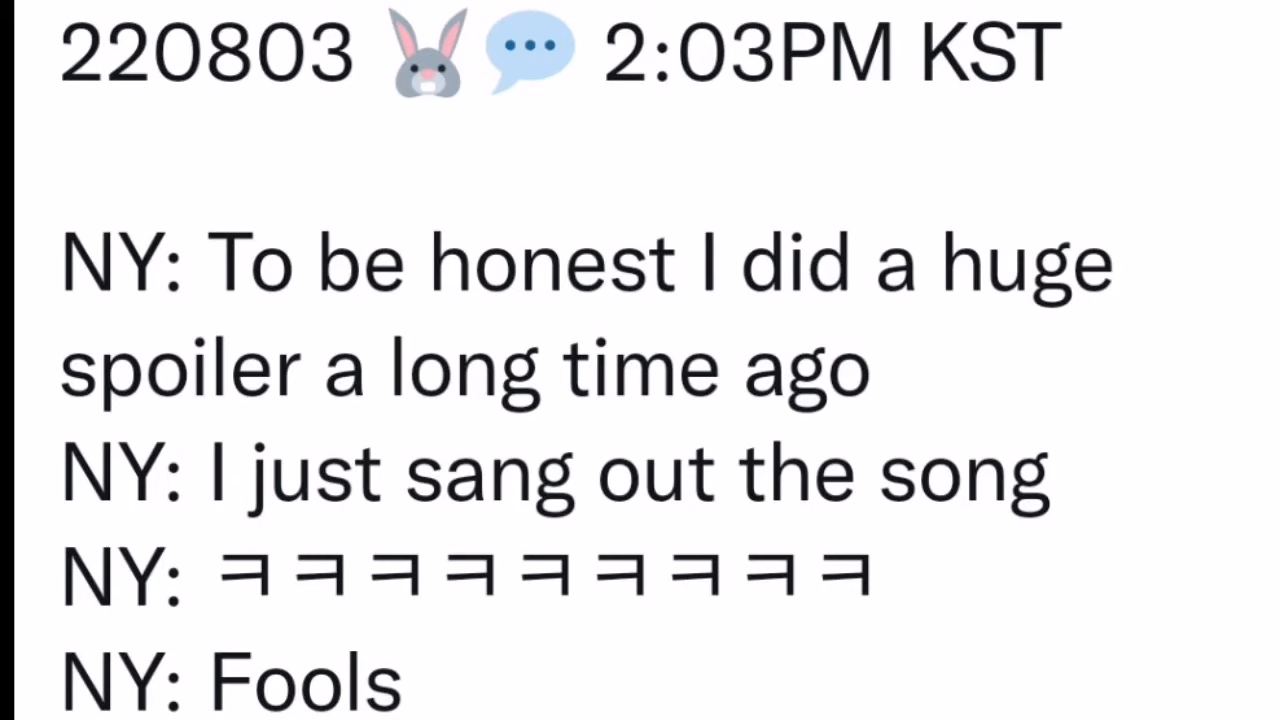 220803 🐰💬 2:03PM KST
NY: To be honest I did a huge
spoiler a long time ago
NY: I just sang out the song
NY: ㅋㅋㅋㅋㅋㅋㅋㅋㅋ
NY: Fools